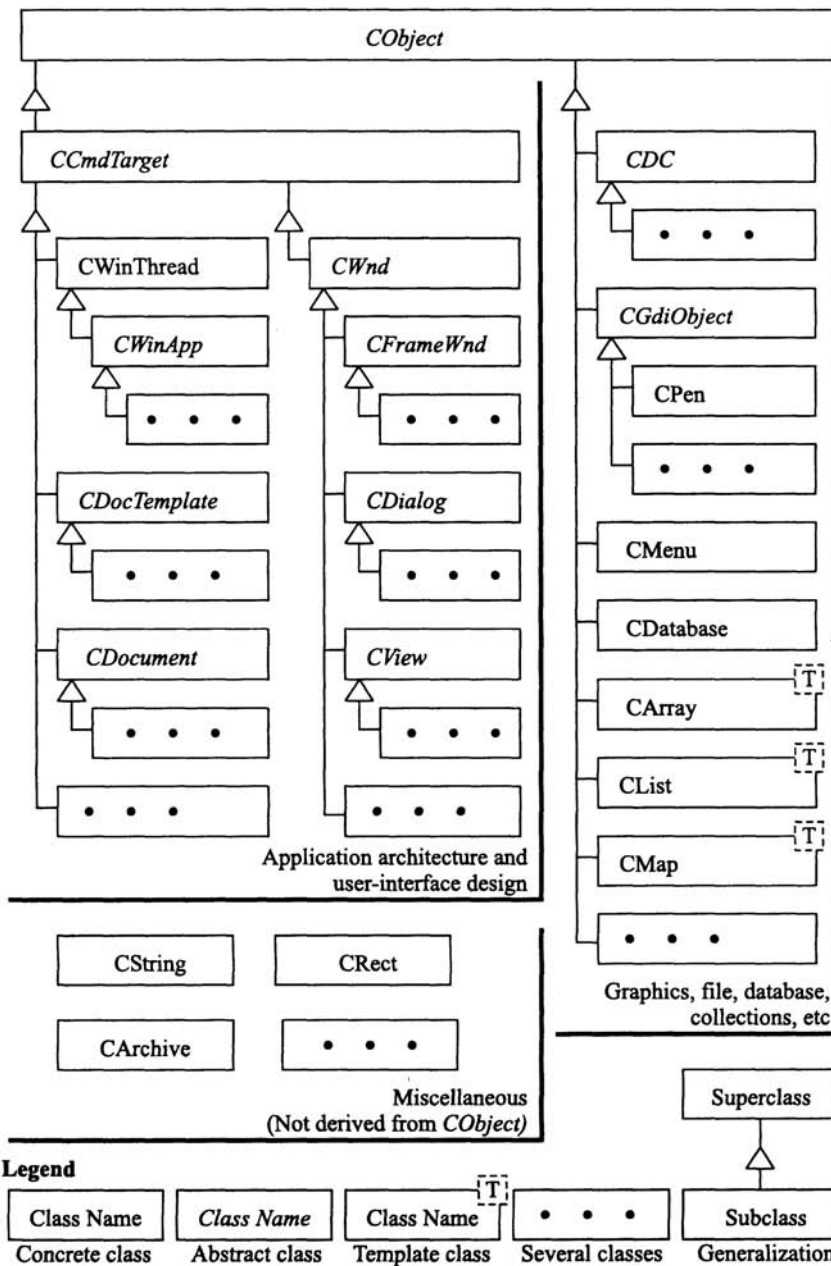 CObject
CCmdTarget
CDC
CWinThread
CWnd
CGdiObject
CWinApp
CFrameWnd
CPen
CDocTemplate
CDialog
CMenu
CDatabase
CDocument
CView
T
CArray
T
CList
T
CMap
Application architecture and
user-interface design
CString
CRect
CArchive
Miscellaneous
(Not derived from CObject)
Graphics, file, database,
collections, etc
Superclass
Legend
T
Class Name
Class Name
Class Name
Subclass
Concrete class
Abstract class
Template class
Several classes
Generalization